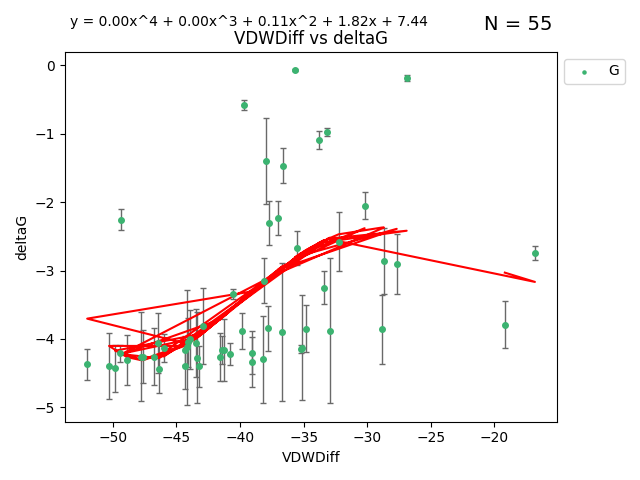 y = 0.00x^4 + 0.00x^3 + 0.11x^2 + 1.82x + 7.44
N = 55
VDWDiff vs deltaG
G
0
−1
−2
−3
−4
−5
deltaG
−50 −45 −40 −35 −30 −25 −20
VDWDiff